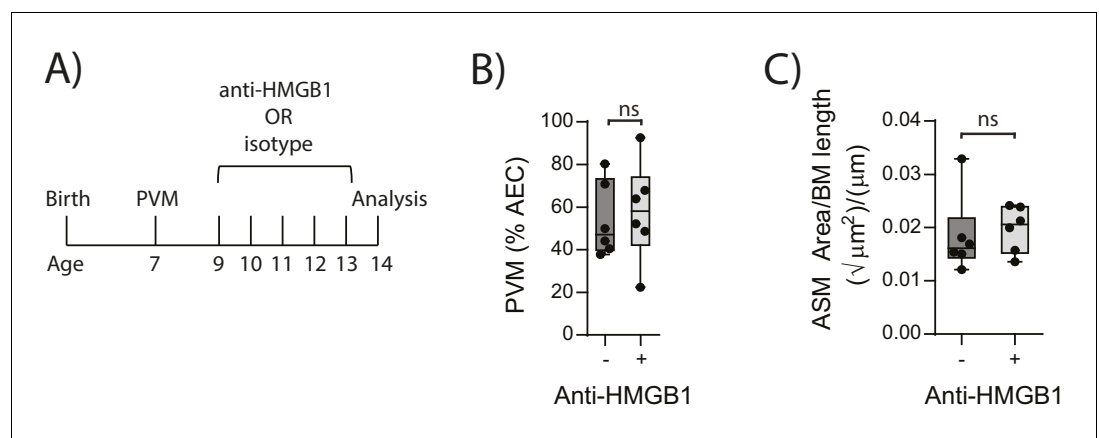 A)
anti-HMGB1
OR
isotype
Birth PVM Analysis
Age 7 9 10 11 12 13 14
B)
ns
PVM (% AEC)
100
80
60
40
20
0
- +
Anti-HMGB1
C)
ns
ASM Area/BM length
(√μm²)/(μm)
0.04
0.03
0.02
0.01
0.00
- +
Anti-HMGB1